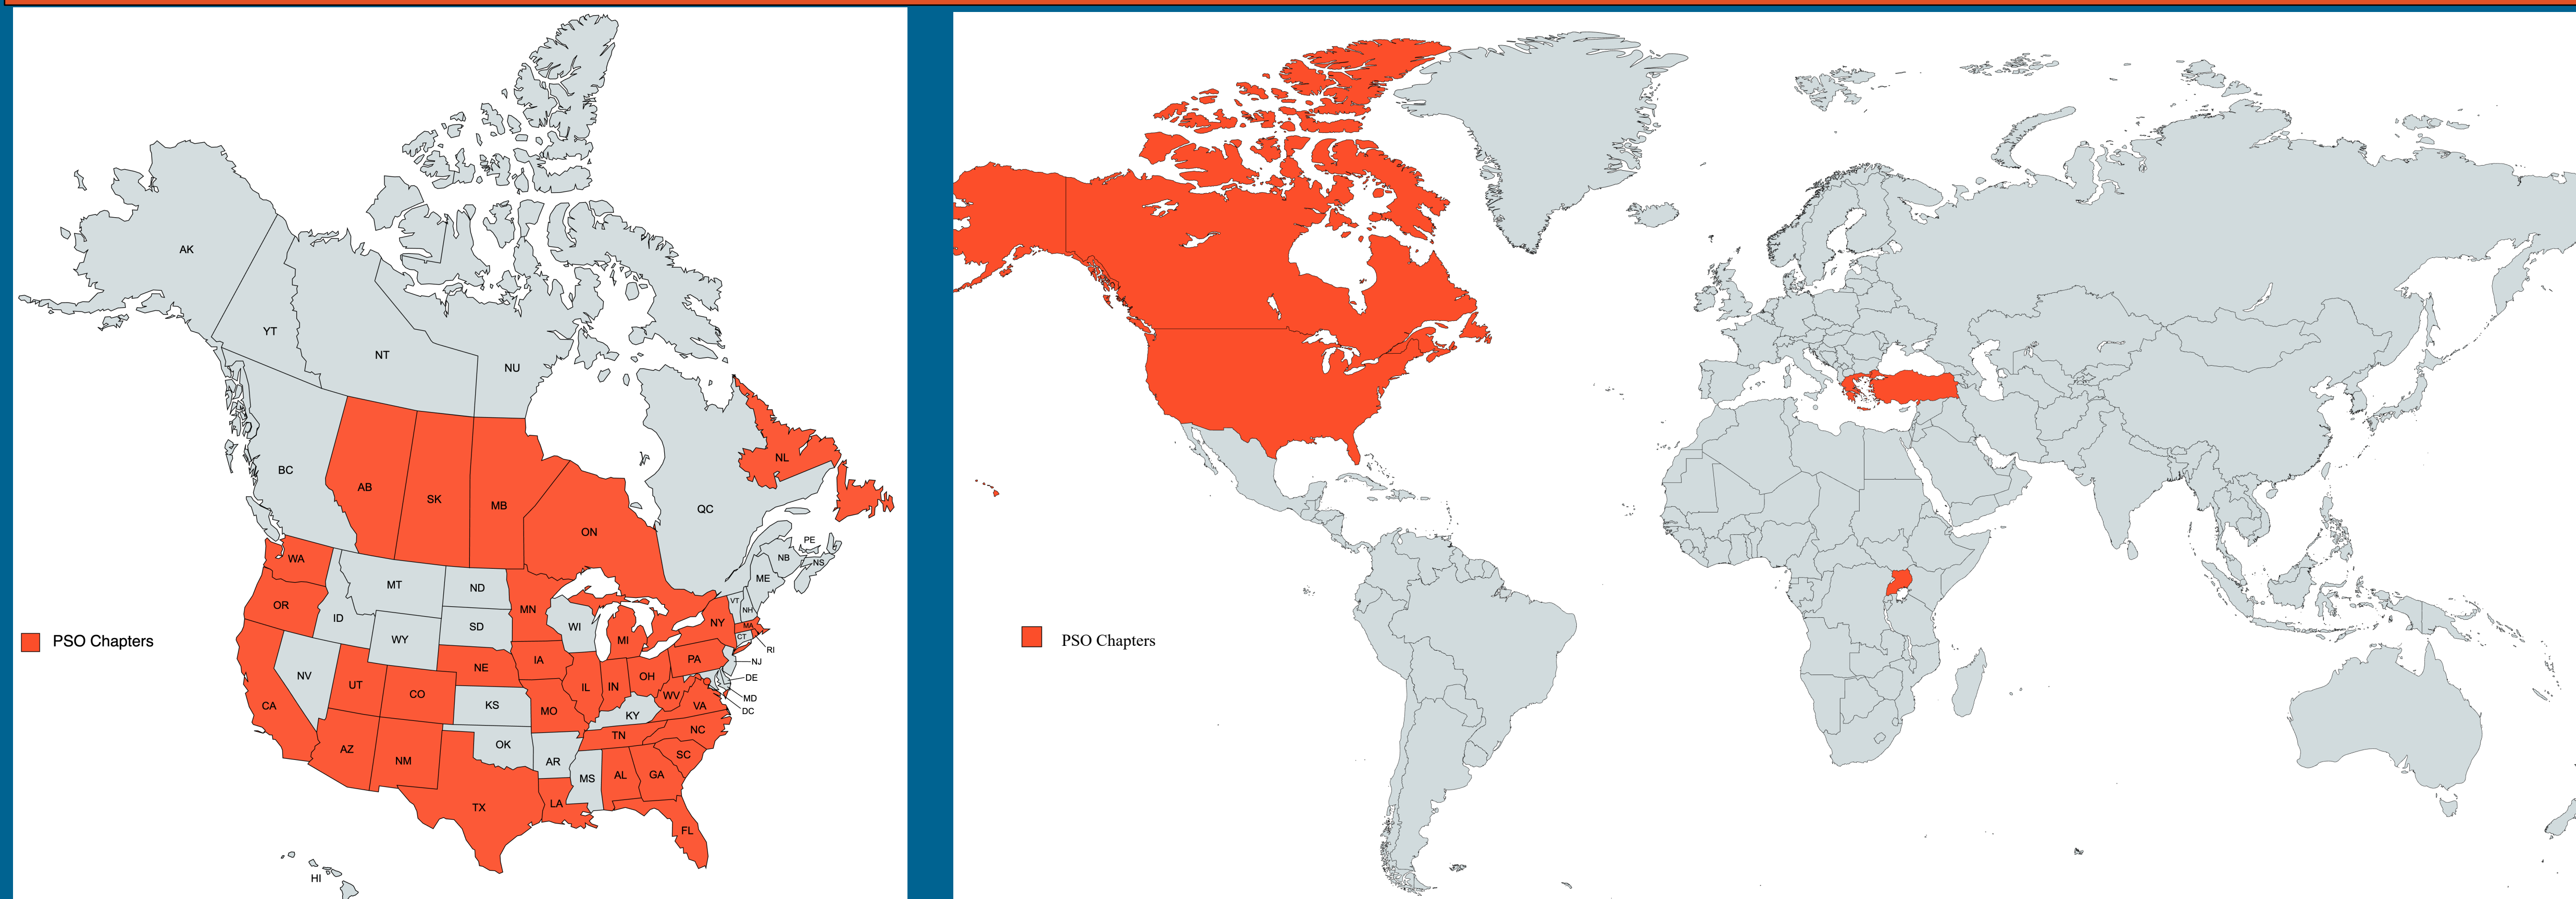 AK
YT
NT
NU
BC
AB
SK
MB
ON
QC
NL
PE
NB
NS
WA
MT
ND
MN
ME
VT
NH
OR
ID
SD
WI
MI
NY
MA
CT
RI
WY
PSO Chapters
NE
IA
PA
NJ
NV
UT
CO
IL
IN
OH
DE
WV
MD
CA
KS
MO
KY
VA
DC
AZ
NM
OK
AR
TN
NC
SC
MS
AL
GA
TX
LA
FL
HI
PSO Chapters